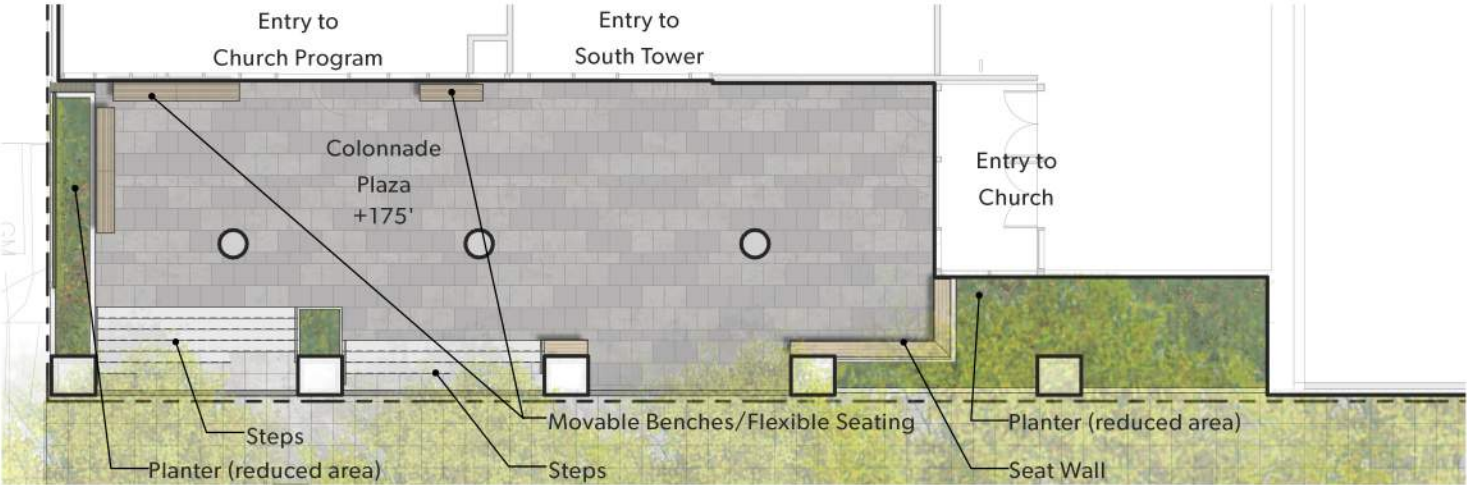 Entry to
Church Program
Entry to
South Tower
Colonnade
Plaza
+175'
Entry to
Church
Movable Benches/Flexible Seating
Planter (reduced area)
Steps
Planter (reduced area)
Steps
Seat Wall